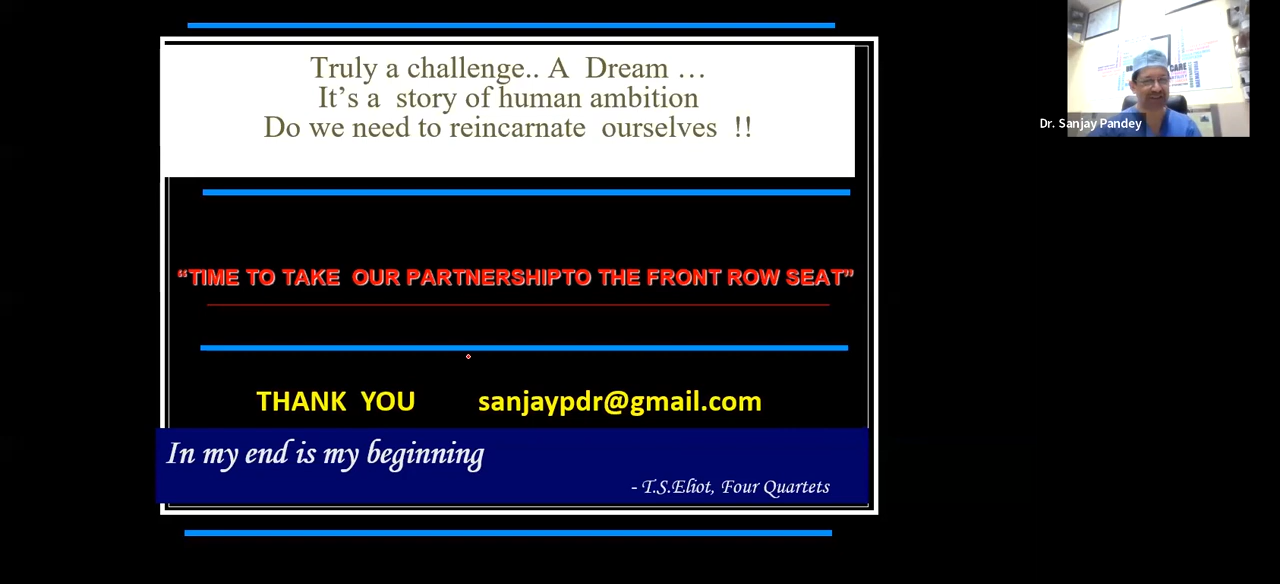 Truly a challenge.. A Dream ...
It's a story of human ambition
Do we need to reincarnate ourselves !!
Dr. Sanjay Pandey
"TIME TO TAKE OUR PARTNERSHIPTO THE FRONT ROW SEAT"
THANK YOU sanjaypdr@gmail.com
In my end is my beginning
- T.S.Eliot, Four Quartets